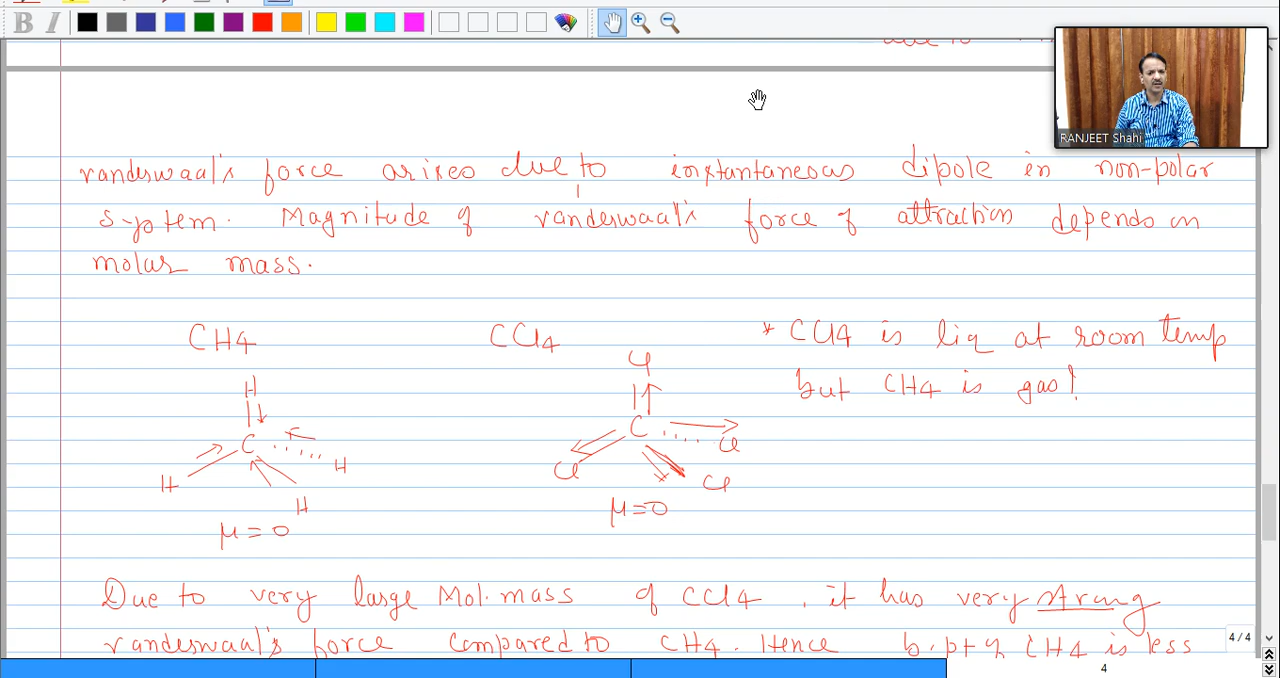 B I
due to
RANJEET Shahi
vanderwaal's force arises due to instantaneous dipole in non-polar
system. Magnitude of vanderwaal's force of attraction depends on
molar mass.
CH4 CCl4 * CCl4 is liq at room temp
but CH4 is gas!
Cl
H
C Cl
C H Cl
H Cl
H μ=0
μ=0
Due to very large Mol. mass of CCl4, it has very strong
vanderwaal's force compared to CH4. Hence b.pt of CH4 is less
4/4
4